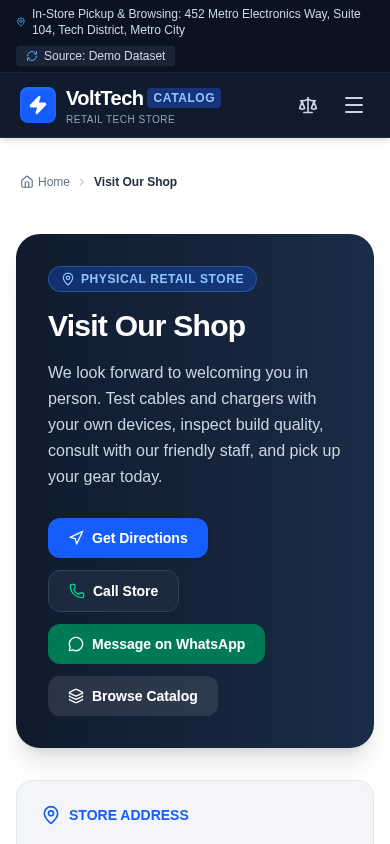 In-Store Pickup & Browsing: 452 Metro Electronics Way, Suite
104, Tech District, Metro City
Source: Demo Dataset
VoltTech CATALOG
RETAIL TECH STORE
Home > Visit Our Shop
PHYSICAL RETAIL STORE
Visit Our Shop
We look forward to welcoming you in
person. Test cables and chargers with
your own devices, inspect build quality,
consult with our friendly staff, and pick up
your gear today.
Get Directions
Call Store
Message on WhatsApp
Browse Catalog
STORE ADDRESS